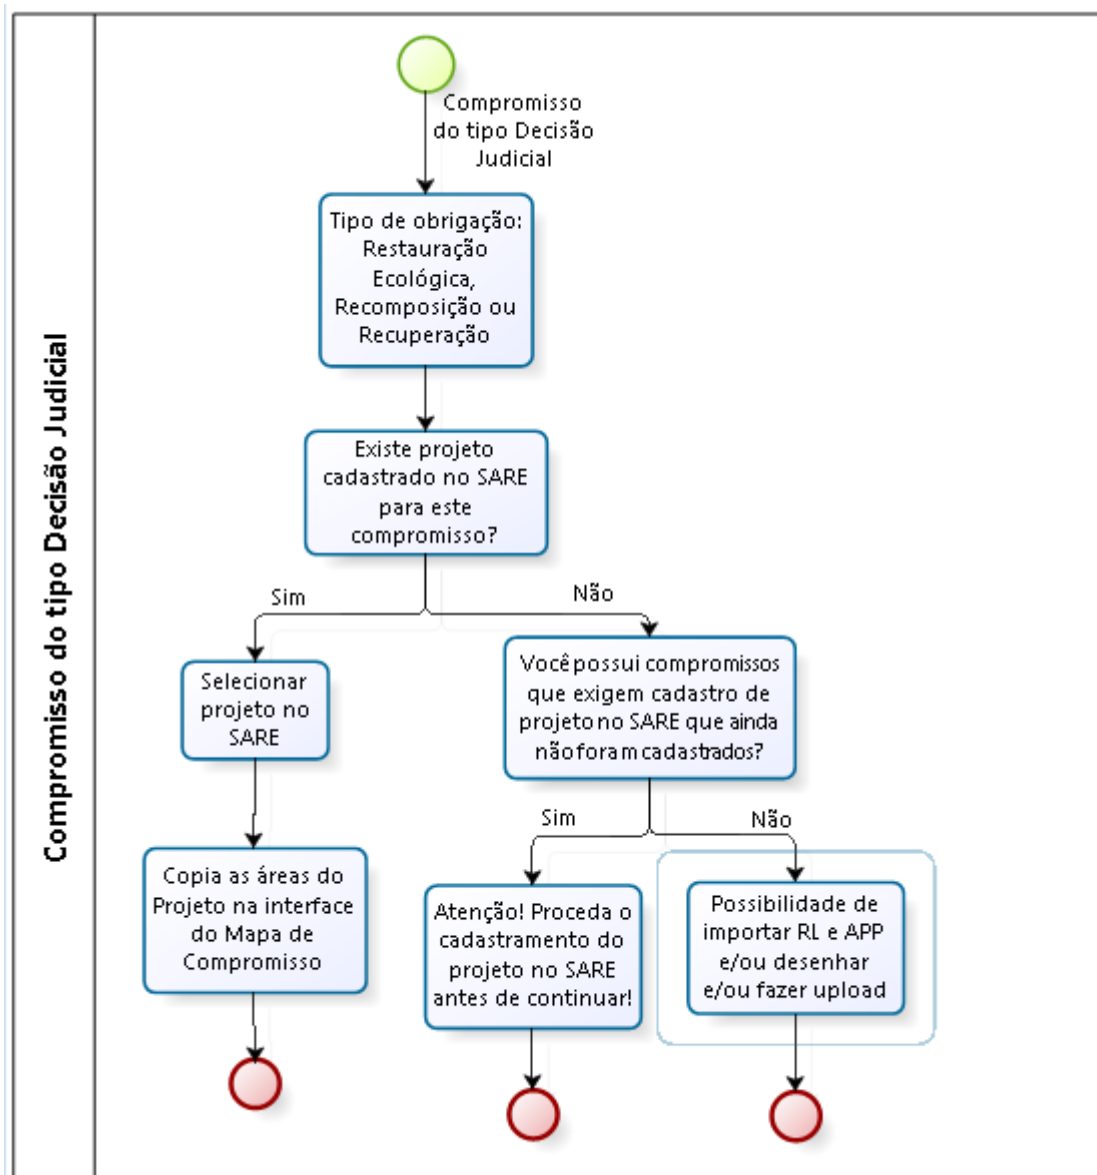 Compromisso do tipo Decisão Judicial
Compromisso
do tipo Decisão
Judicial
Tipo de obrigação:
Restauração
Ecológica,
Recomposição ou
Recuperação
Existe projeto
cadastrado no SARE
para este
compromisso?
Sim
Não
Selecionar
projeto no
SARE
Você possui compromissos
que exigem cadastro de
projeto no SARE que ainda
não foram cadastrados?
Sim
Não
Copia as áreas do
Projeto na interface
do Mapa de
Compromisso
Atenção! Proceda o
cadastramento do
projeto no SARE
antes de continuar!
Possibilidade de
importar RL e APP
e/ou desenhar
e/ou fazer upload